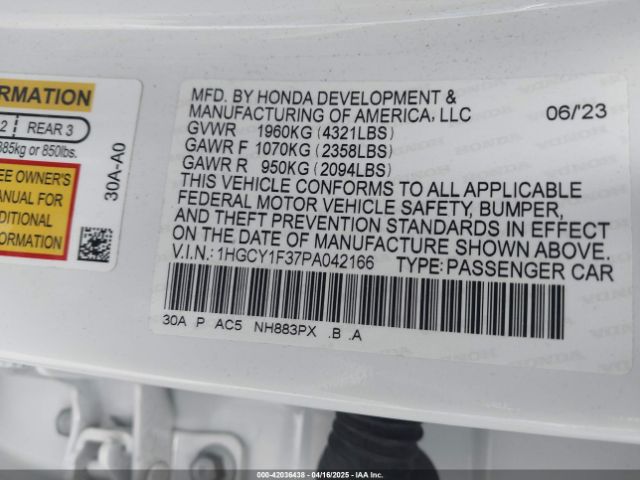 ORMATION
2 REAR 3
385kg or 850lbs.
EE OWNER'S
ANUAL FOR
DITIONAL
FORMATION
30A-A0
MFD. BY HONDA DEVELOPMENT &
MANUFACTURING OF AMERICA, LLC 06/'23
GVWR 1960KG (4321LBS)
GAWR F 1070KG (2358LBS)
GAWR R 950KG (2094LBS)
THIS VEHICLE CONFORMS TO ALL APPLICABLE
FEDERAL MOTOR VEHICLE SAFETY, BUMPER,
AND THEFT PREVENTION STANDARDS IN EFFECT
ON THE DATE OF MANUFACTURE SHOWN ABOVE.
V.I.N.: 1HGCY1F37PA042166 TYPE: PASSENGER CAR
30A P AC5 NH883PX .B .A
000-42036438 - 04/16/2025 - IAA Inc.